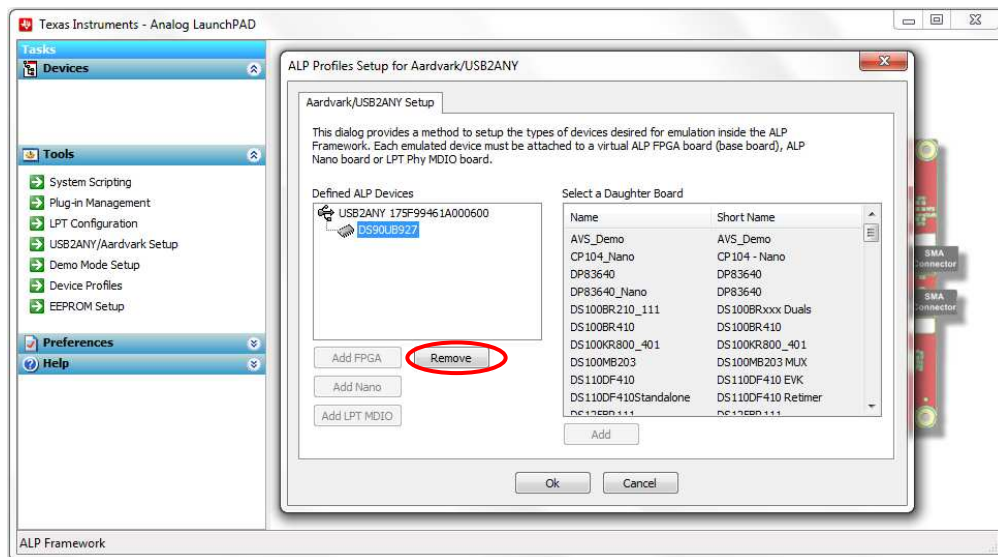 Texas Instruments - Analog LaunchPAD
Tasks
Devices
Tools
System Scripting
Plug-in Management
LPT Configuration
USB2ANY/Aardvark Setup
Demo Mode Setup
Device Profiles
EEPROM Setup
Preferences
Help
ALP Profiles Setup for Aardvark/USB2ANY
Aardvark/USB2ANY Setup
This dialog provides a method to setup the types of devices desired for emulation inside the ALP
Framework. Each emulated device must be attached to a virtual ALP FPGA board (base board), ALP
Nano board or LPT Phy MDIO board.
Defined ALP Devices
USB2ANY 175F99461A000600
DS90UB927
Add FPGA Remove
Add Nano
Add LPT MDIO
Select a Daughter Board
Name Short Name
AVS_Demo AVS_Demo
CP104_Nano CP104 - Nano
DP83640 DP83640
DP83640_Nano DP83640
DS100BR210_111 DS100BRxxx Duals
DS100BR410 DS100BR410
DS100KR800_401 DS100KR800_401
DS100MB203 DS100MB203 MUX
DS110DF410 DS110DF410 EVK
DS110DF410Standalone DS110DF410 Retimer
Add
Ok Cancel
SMA
Connector
SMA
Connector
ALP Framework